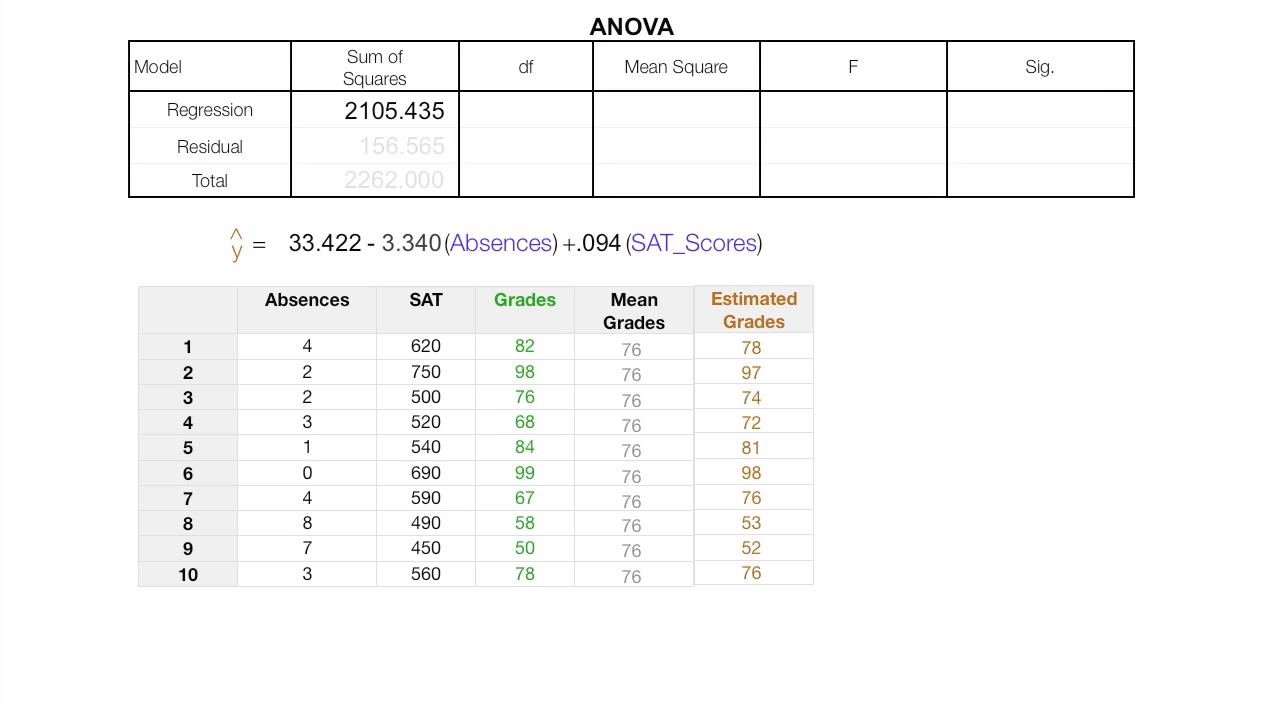 ANOVA
Model Sum of Squares df Mean Square F Sig.
Regression 2105.435
Residual 156.565
Total 2262.000
^y = 33.422 - 3.340(Absences) +.094 (SAT_Scores)
Absences SAT Grades Mean Grades Estimated Grades
1 4 620 82 76 78
2 2 750 98 76 97
3 2 500 76 76 74
4 3 520 68 76 72
5 1 540 84 76 81
6 0 690 99 76 98
7 4 590 67 76 76
8 8 490 58 76 53
9 7 450 50 76 52
10 3 560 78 76 76